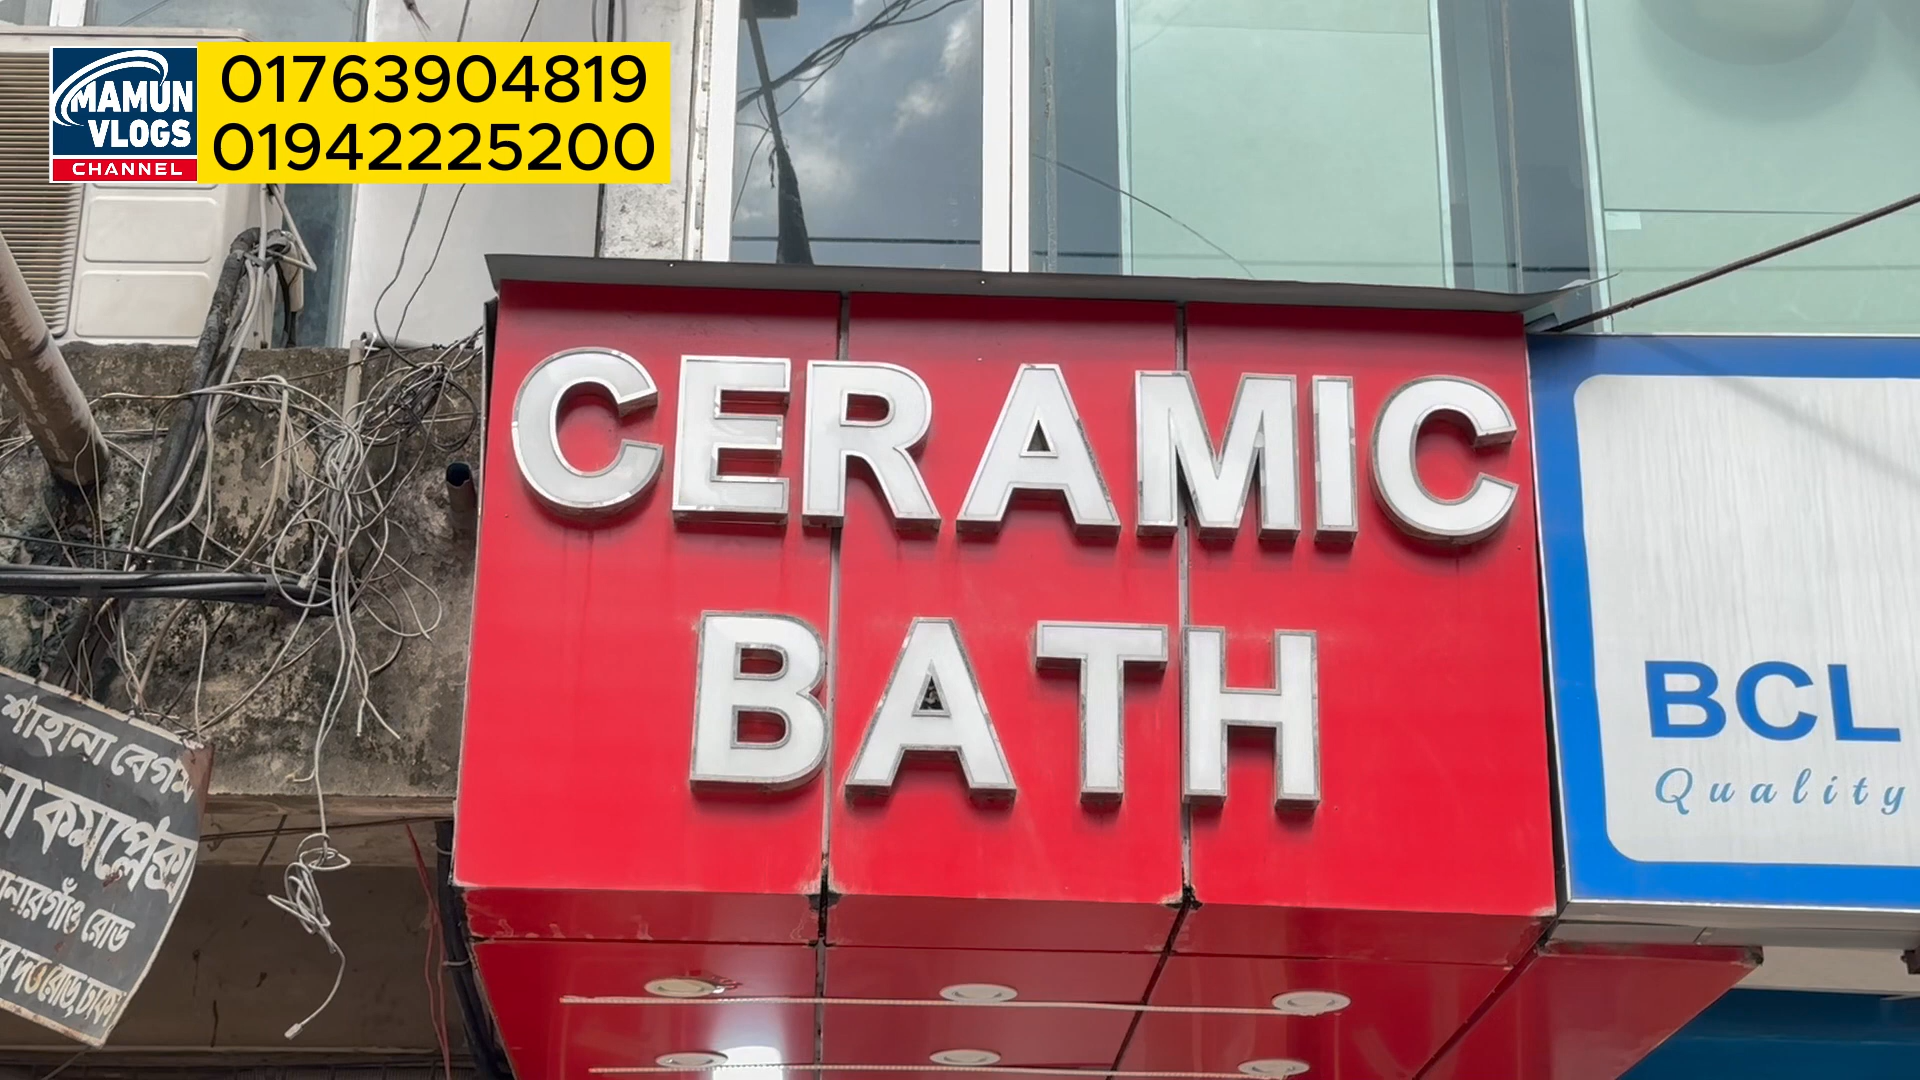 MAMUN
VLOGS
CHANNEL
01763904819
01942225200
CERAMIC
BATH
BCL
Quality
শাহানা বেগম
কমপ্লেক্স
রোড
ঢাকা